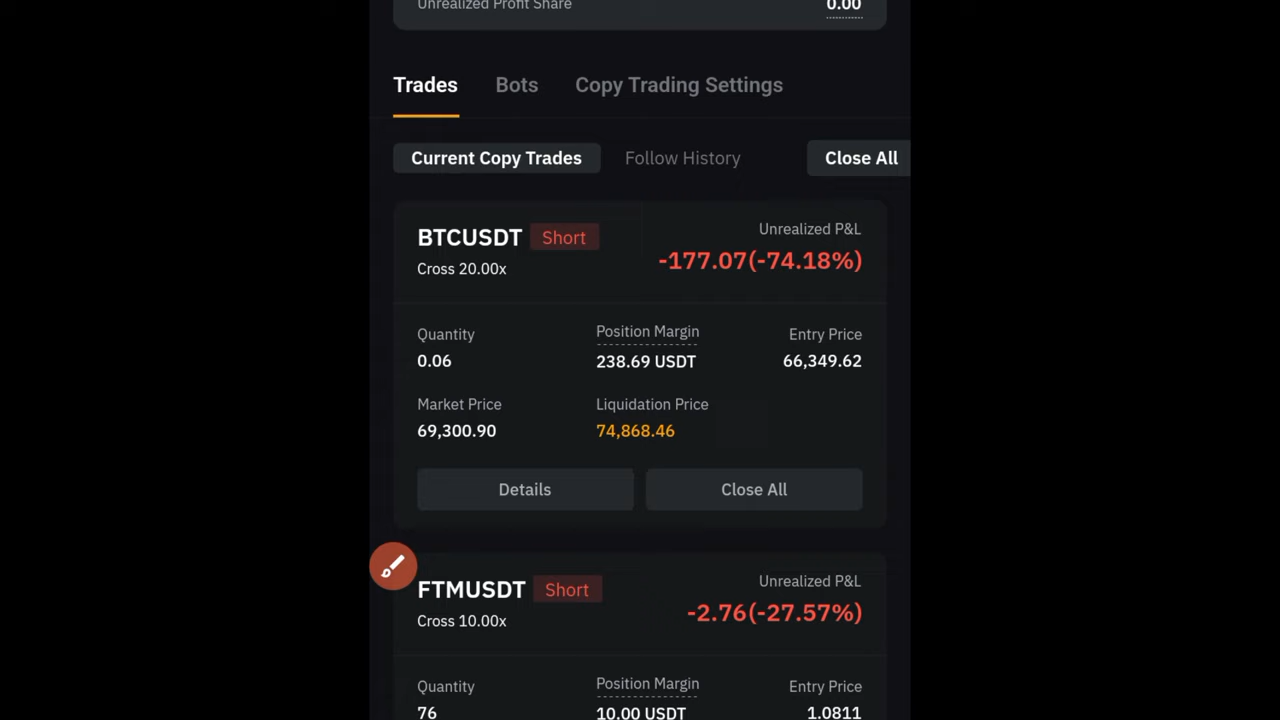 Unrealized Profit Share 0.00
Trades Bots Copy Trading Settings
Current Copy Trades Follow History Close All
BTCUSDT Short Unrealized P&L
Cross 20.00x -177.07(-74.18%)
Quantity Position Margin Entry Price
0.06 238.69 USDT 66,349.62
Market Price Liquidation Price
69,300.90 74,868.46
Details Close All
FTMUSDT Short Unrealized P&L
Cross 10.00x -2.76(-27.57%)
Quantity Position Margin Entry Price
76 10.00 USDT 1.0811